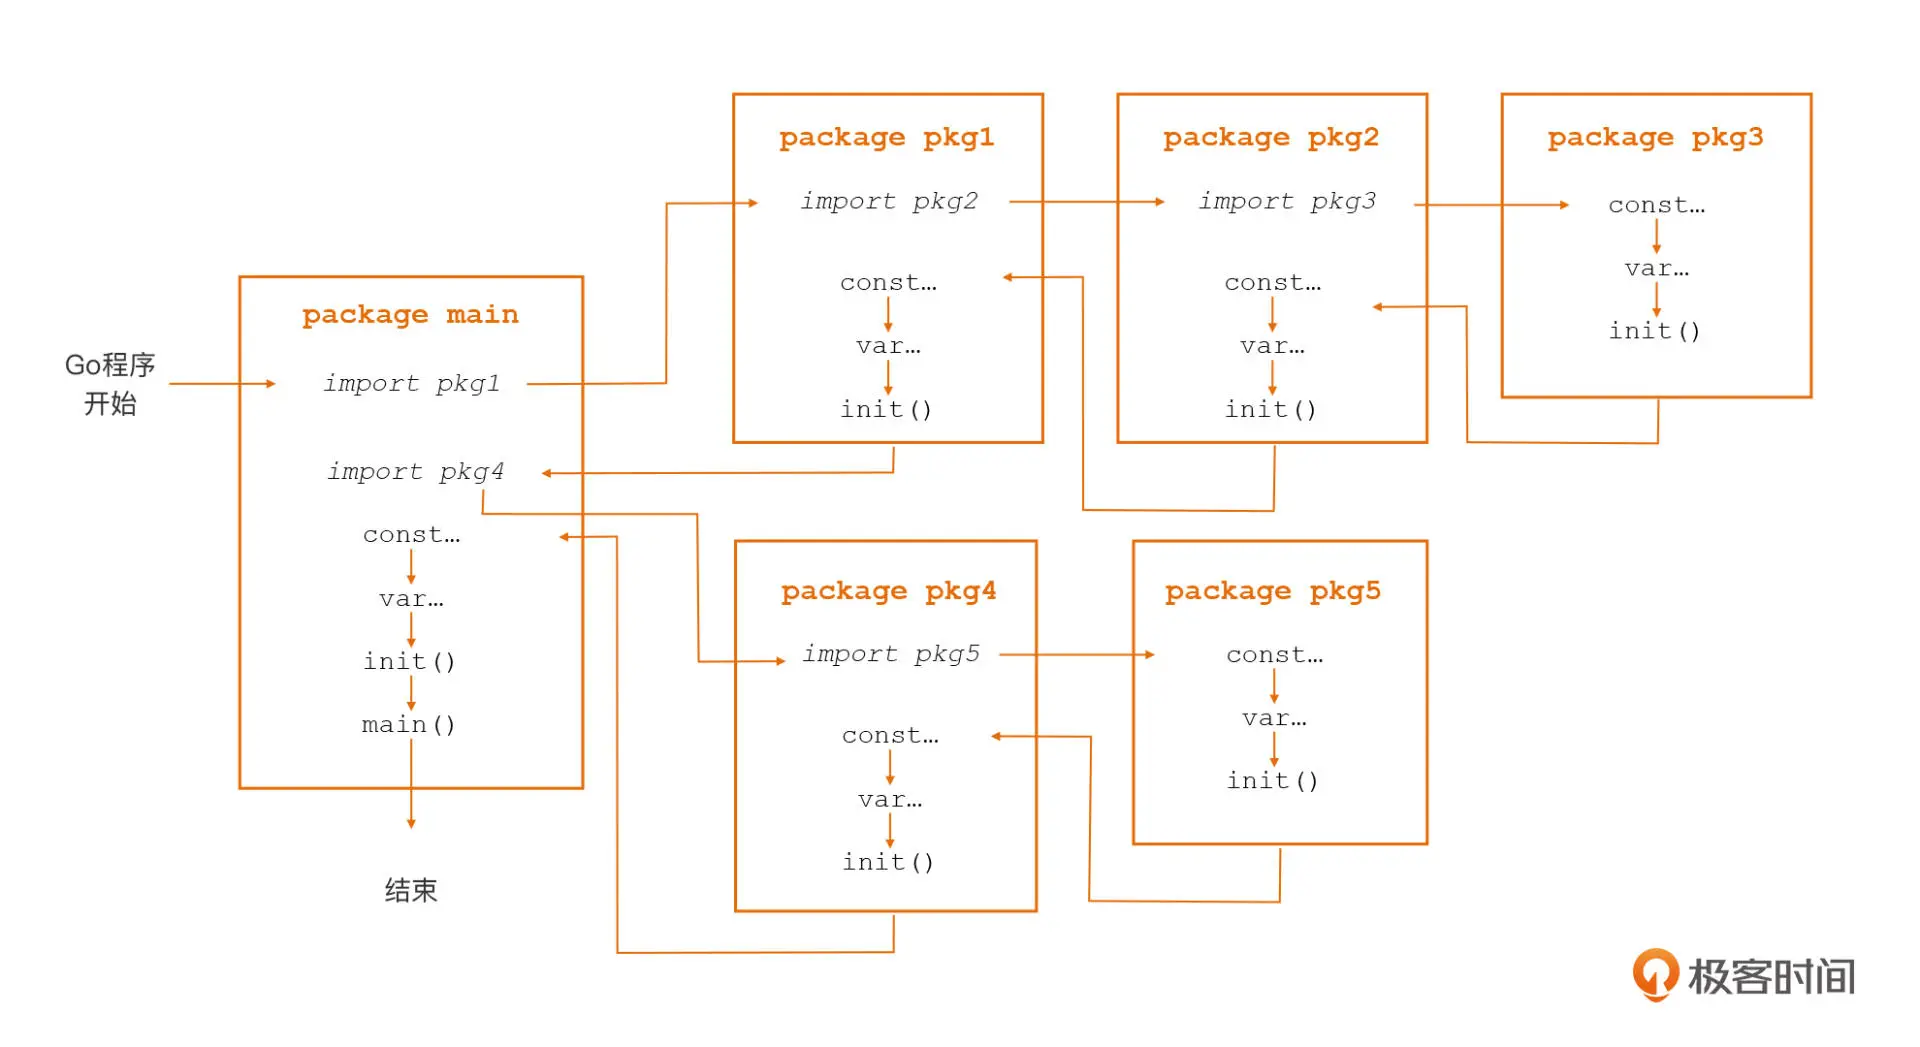 Go程序
开始
package main
import pkg1
import pkg4
const…
var…
init()
main()
结束
package pkg1
import pkg2
const…
var…
init()
package pkg2
import pkg3
const…
var…
init()
package pkg3
const…
var…
init()
package pkg4
import pkg5
const…
var…
init()
package pkg5
const…
var…
init()
极客时间